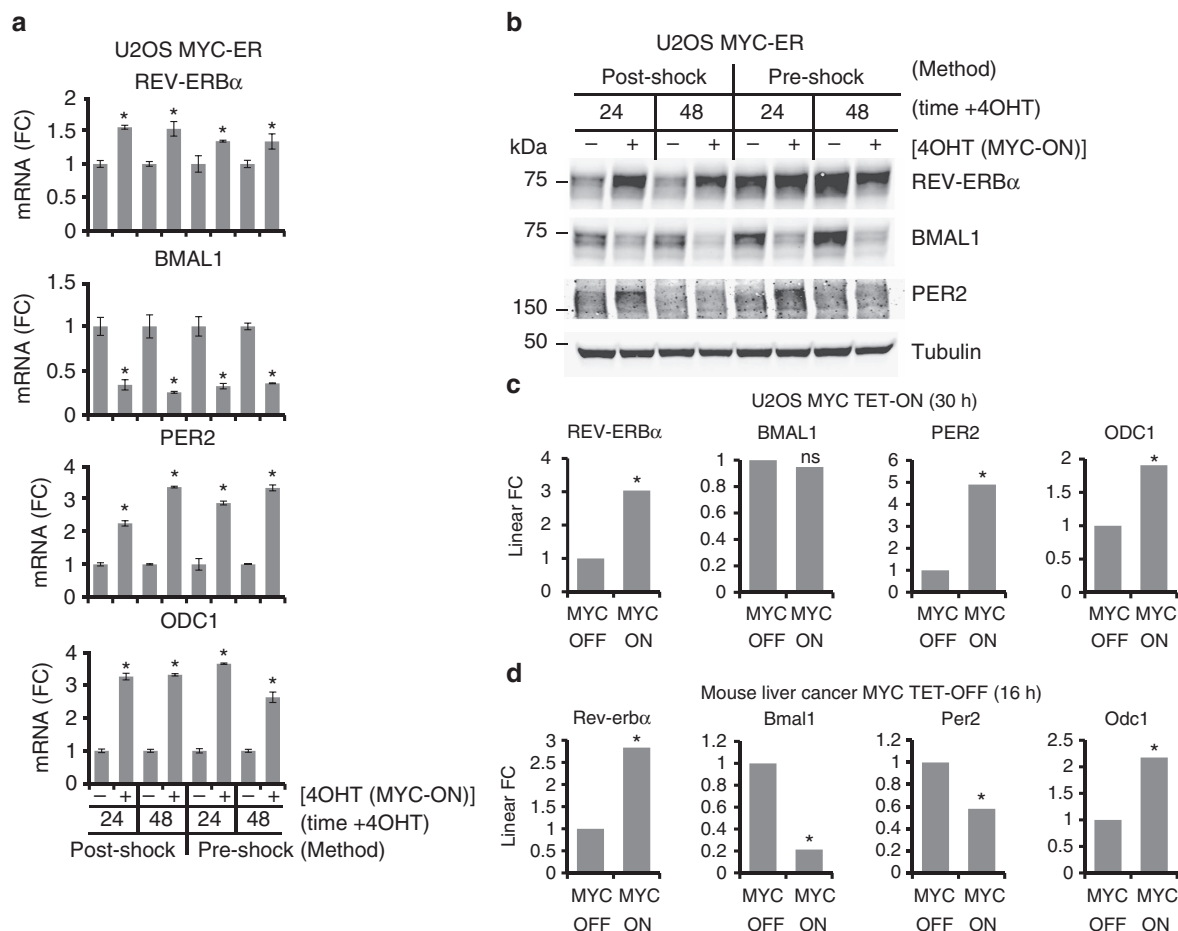 a
U2OS MYC-ER
REV-ERBα
mRNA (FC)
2
1.5
1
0.5
0
* * * *
BMAL1
mRNA (FC)
1.5
1
0.5
0
* * * *
PER2
mRNA (FC)
4
3
2
1
0
* * * *
ODC1
mRNA (FC)
5
4
3
2
1
0
* * * *
− + − + − + − + [4OHT (MYC-ON)]
24 48 24 48 (time +4OHT)
Post-shock Pre-shock (Method)
b
U2OS MYC-ER
Post-shock Pre-shock (Method)
24 48 24 48 (time +4OHT)
kDa − + − + − + − + [4OHT (MYC-ON)]
75 REV-ERBα
75 BMAL1
150 PER2
50 Tubulin
c
U2OS MYC TET-ON (30 h)
REV-ERBα BMAL1 PER2 ODC1
Linear FC
4
3
2
1
0
*
MYC MYC
OFF ON
1
0.8
0.6
0.4
0.2
0
ns
MYC MYC
OFF ON
6
5
4
3
2
1
0
*
MYC MYC
OFF ON
2
1.5
1
0.5
0
*
MYC MYC
OFF ON
d
Mouse liver cancer MYC TET-OFF (16 h)
Rev-erbα Bmal1 Per2 Odc1
Linear FC
3
2.5
2
1.5
1
0.5
0
*
MYC MYC
OFF ON
1.2
1
0.8
0.6
0.4
0.2
0
*
MYC MYC
OFF ON
1.2
1
0.8
0.6
0.4
0.2
0
*
MYC MYC
OFF ON
2.5
2
1.5
1
0.5
0
*
MYC MYC
OFF ON